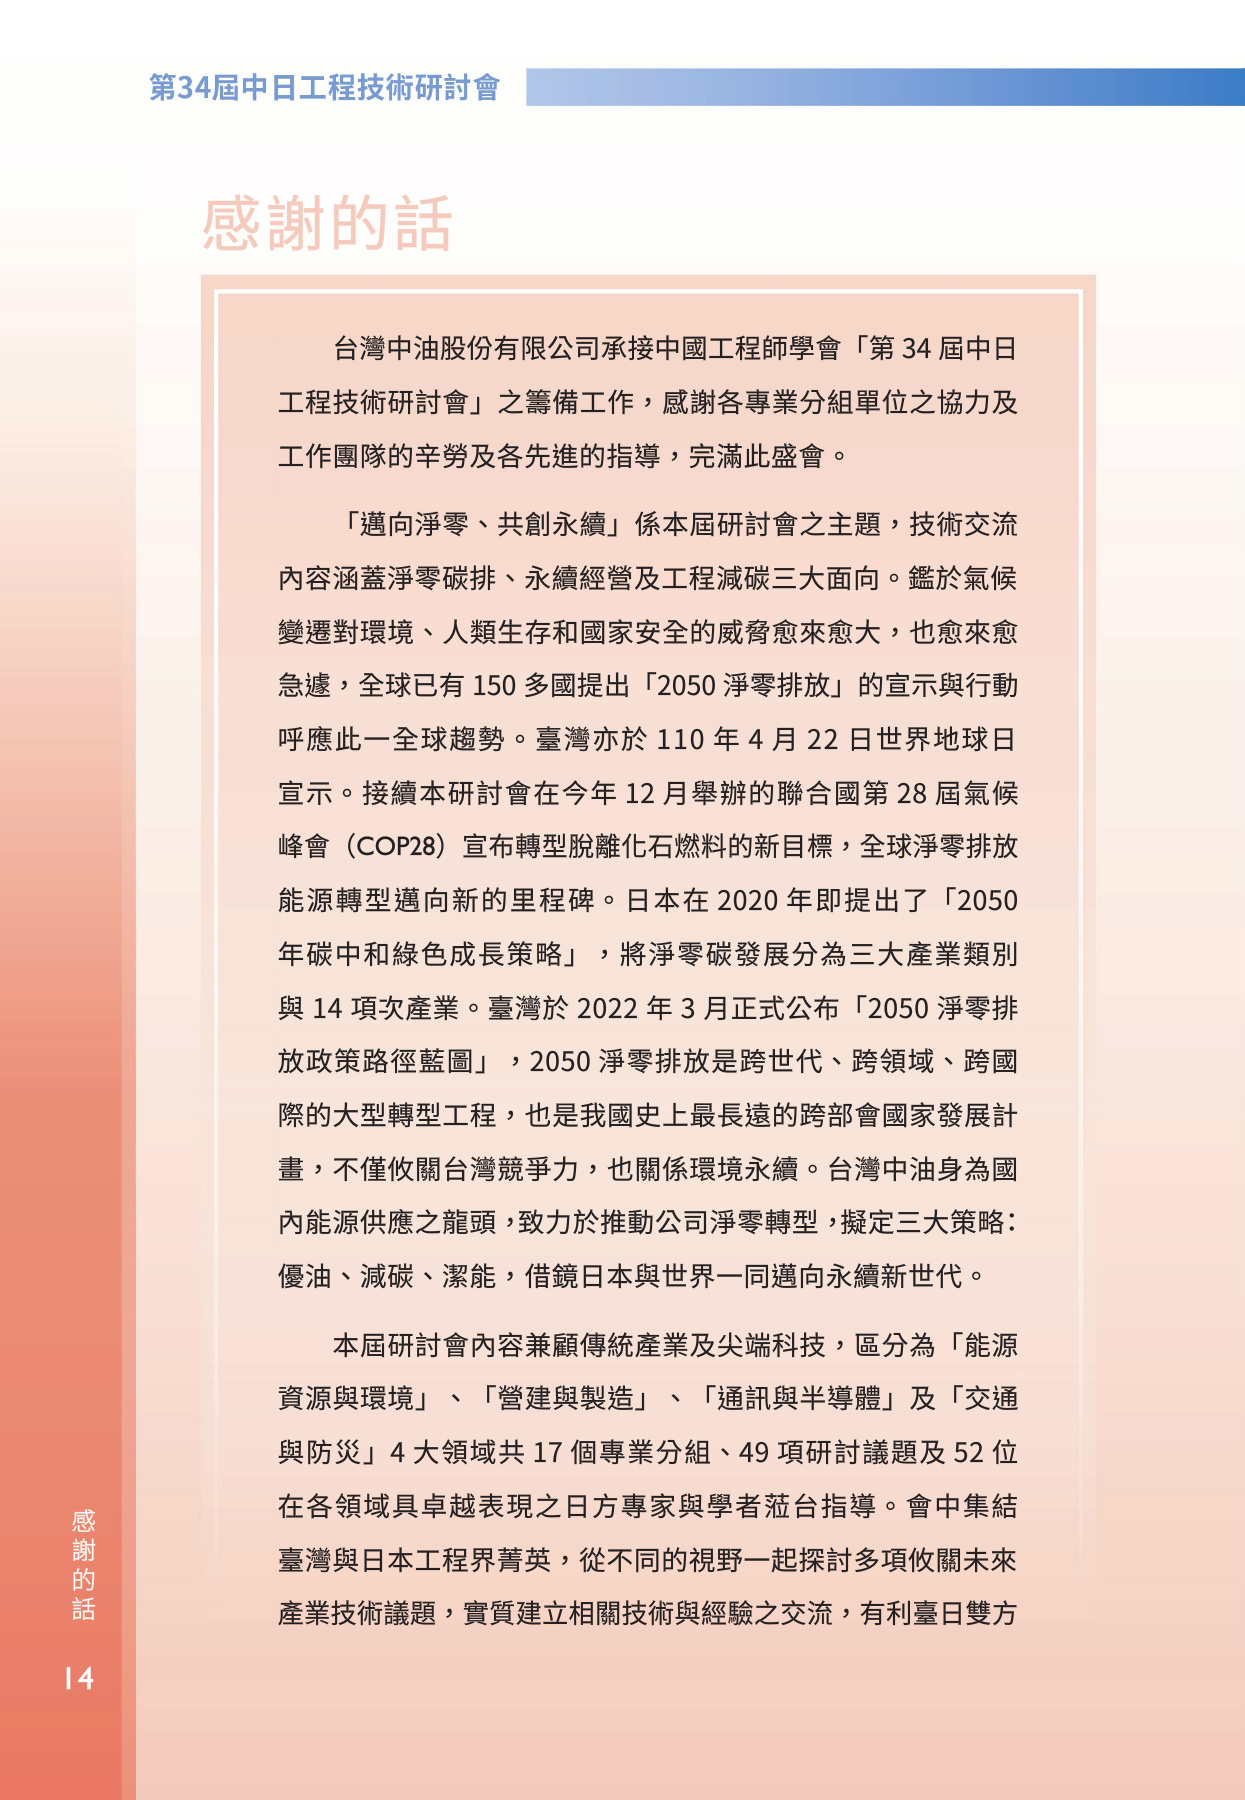 第34屆中日工程技術研討會
感謝的話
台灣中油股份有限公司承接中國工程師學會「第 34 屆中日
工程技術研討會」之籌備工作，感謝各專業分組單位之協力及
工作團隊的辛勞及各先進的指導，完滿此盛會。
「邁向淨零、共創永續」係本屆研討會之主題，技術交流
內容涵蓋淨零碳排、永續經營及工程減碳三大面向。鑑於氣候
變遷對環境、人類生存和國家安全的威脅愈來愈大，也愈來愈
急遽，全球已有 150 多國提出「2050 淨零排放」的宣示與行動
呼應此一全球趨勢。臺灣亦於 110 年 4 月 22 日世界地球日
宣示。接續本研討會在今年 12 月舉辦的聯合國第 28 屆氣候
峰會（COP28）宣布轉型脫離化石燃料的新目標，全球淨零排放
能源轉型邁向新的里程碑。日本在 2020 年即提出了「2050
年碳中和綠色成長策略」，將淨零碳發展分為三大產業類別
與 14 項次產業。臺灣於 2022 年 3 月正式公布「2050 淨零排
放政策路徑藍圖」，2050 淨零排放是跨世代、跨領域、跨國
際的大型轉型工程，也是我國史上最長遠的跨部會國家發展計
畫，不僅攸關台灣競爭力，也關係環境永續。台灣中油身為國
內能源供應之龍頭，致力於推動公司淨零轉型，擬定三大策略：
優油、減碳、潔能，借鏡日本與世界一同邁向永續新世代。
本屆研討會內容兼顧傳統產業及尖端科技，區分為「能源
資源與環境」、「營建與製造」、「通訊與半導體」及「交通
與防災」4 大領域共 17 個專業分組、49 項研討議題及 52 位
在各領域具卓越表現之日方專家與學者蒞台指導。會中集結
臺灣與日本工程界菁英，從不同的視野一起探討多項攸關未來
產業技術議題，實質建立相關技術與經驗之交流，有利臺日雙方
感謝的話
14